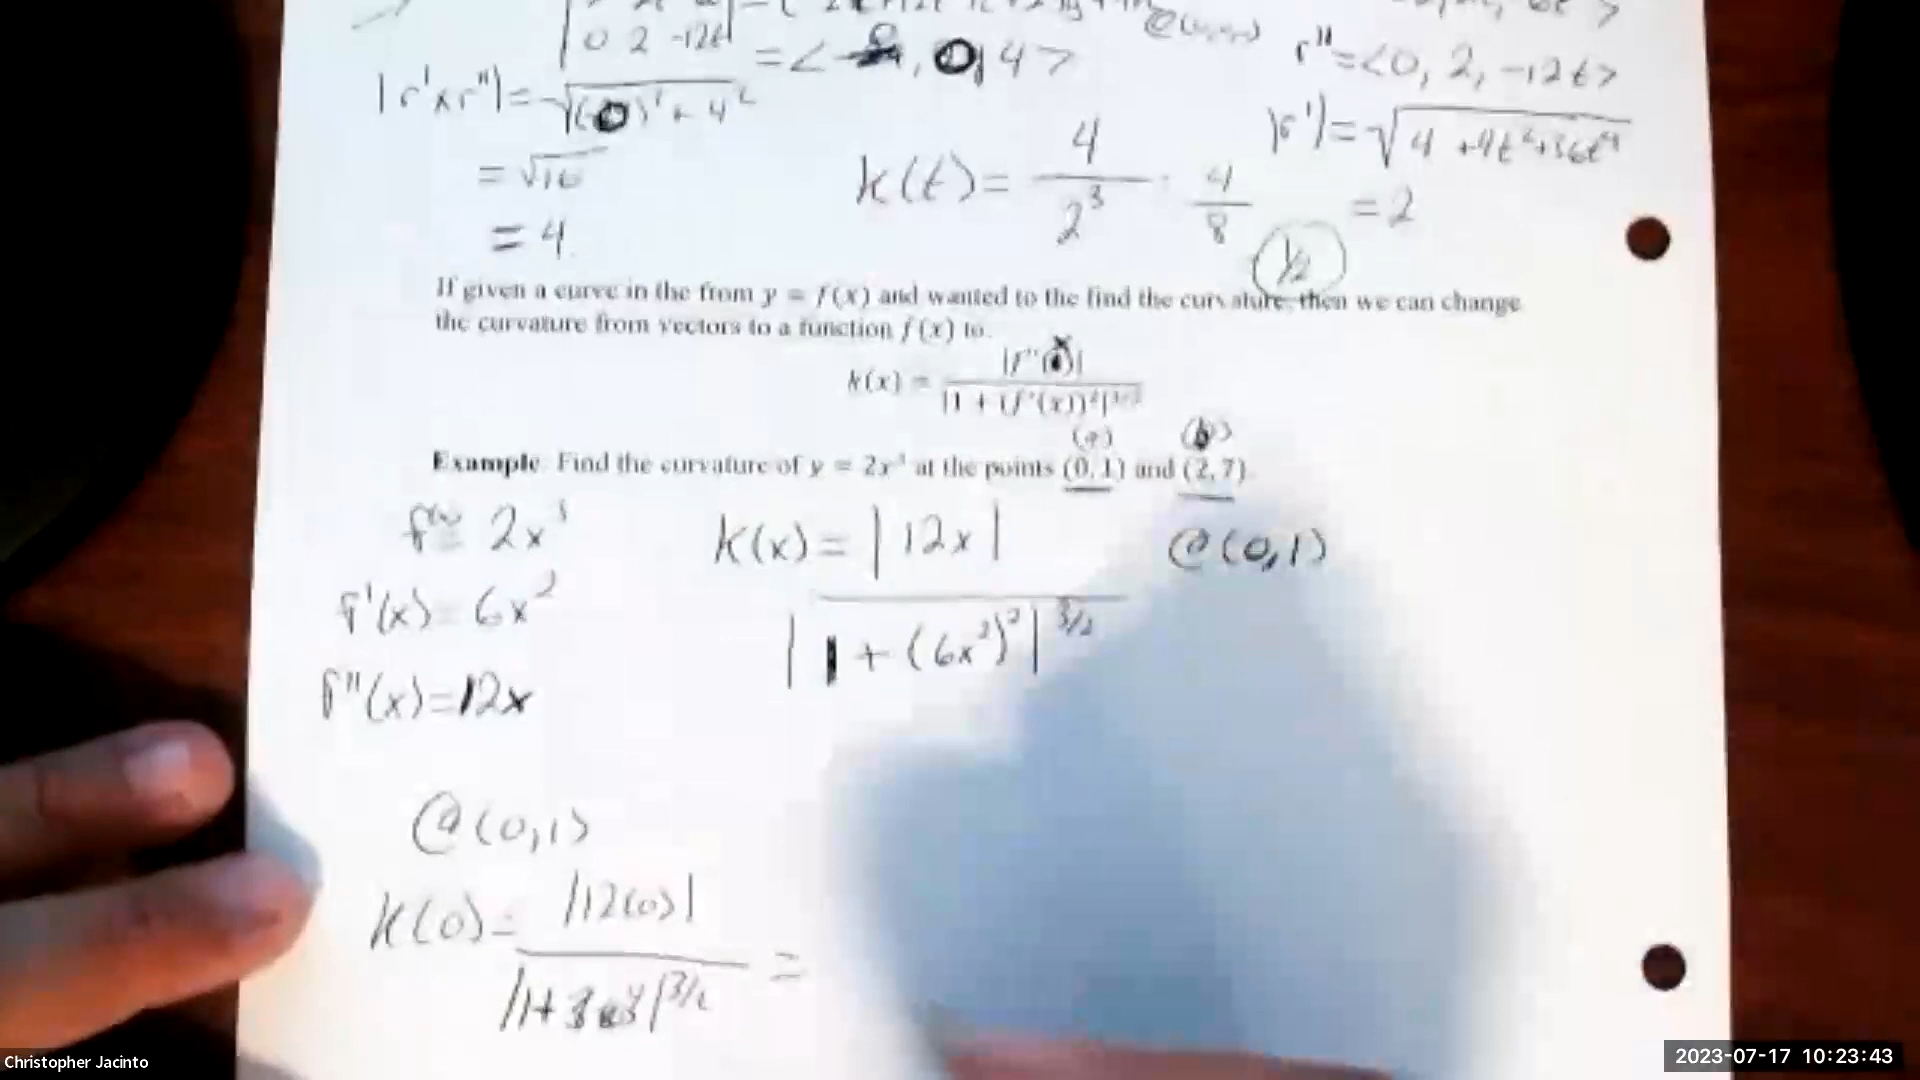 0 2 -12t
= < , 0, 4 >
r'' = <0, 2, -12t>
|r' x r''| = √(0)² + 4²
|r'| = √4 + 4t² + 36t⁴
= √16
k(t) = 4 / 2³ 4 / 8
= 2
= 4
1/2
If given a curve in the from y = f(x) and wanted to the find the curvature, then we can change
the curvature from vectors to a function f(x) to.
k(x) = |f''(x)| / |1 + (f'(x))²|^3/2
(a) (b)
Example: Find the curvature of y = 2x³ at the points (0, 1) and (2, 7).
f(x) = 2x³
k(x) = |12x| / |1 + (6x²)²|^3/2
@(0,1)
f'(x) = 6x²
f''(x) = 12x
@(0,1)
k(0) = |12(0)| =
Christopher Jacinto
2023-07-17 10:23:43